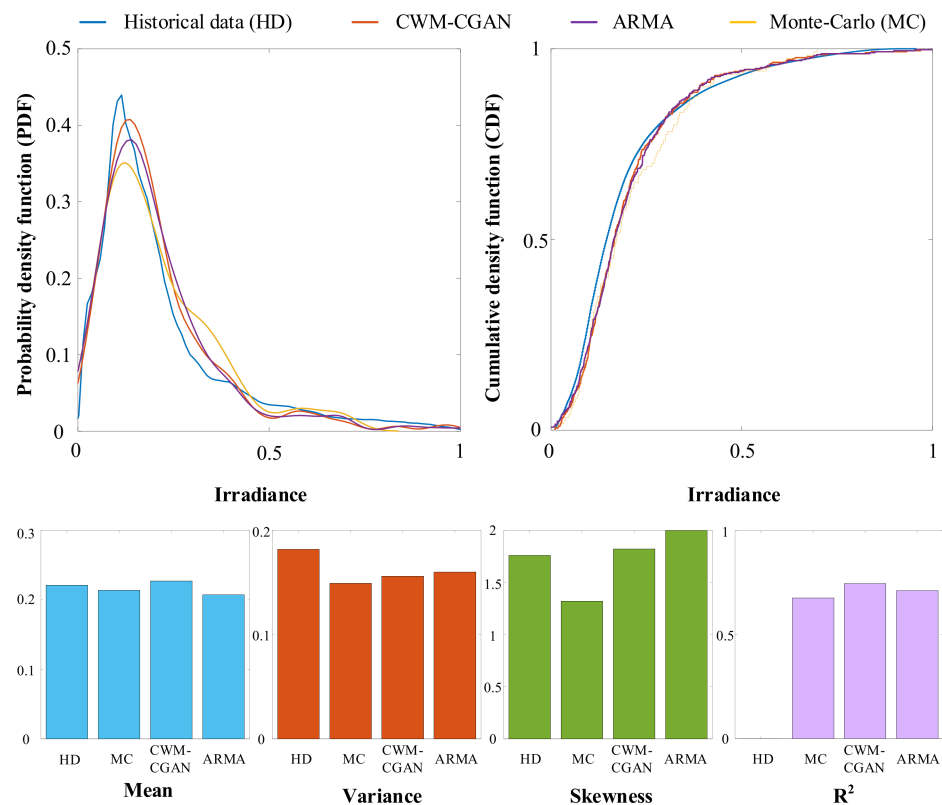 Historical data (HD) CWM-CGAN ARMA Monte-Carlo (MC)
Probability density function (PDF)
0.5
0.4
0.3
0.2
0.1
0
0 0.5 1
Irradiance
Cumulative density function (CDF)
1
0.5
0
0 0.5 1
Irradiance
0.3
0.2
0.1
0
HD MC CWM-CGAN ARMA
Mean
0.2
0.1
0
HD MC CWM-CGAN ARMA
Variance
2
1.5
1
0.5
0
HD MC CWM-CGAN ARMA
Skewness
1
0.5
0
HD MC CWM-CGAN ARMA
R²